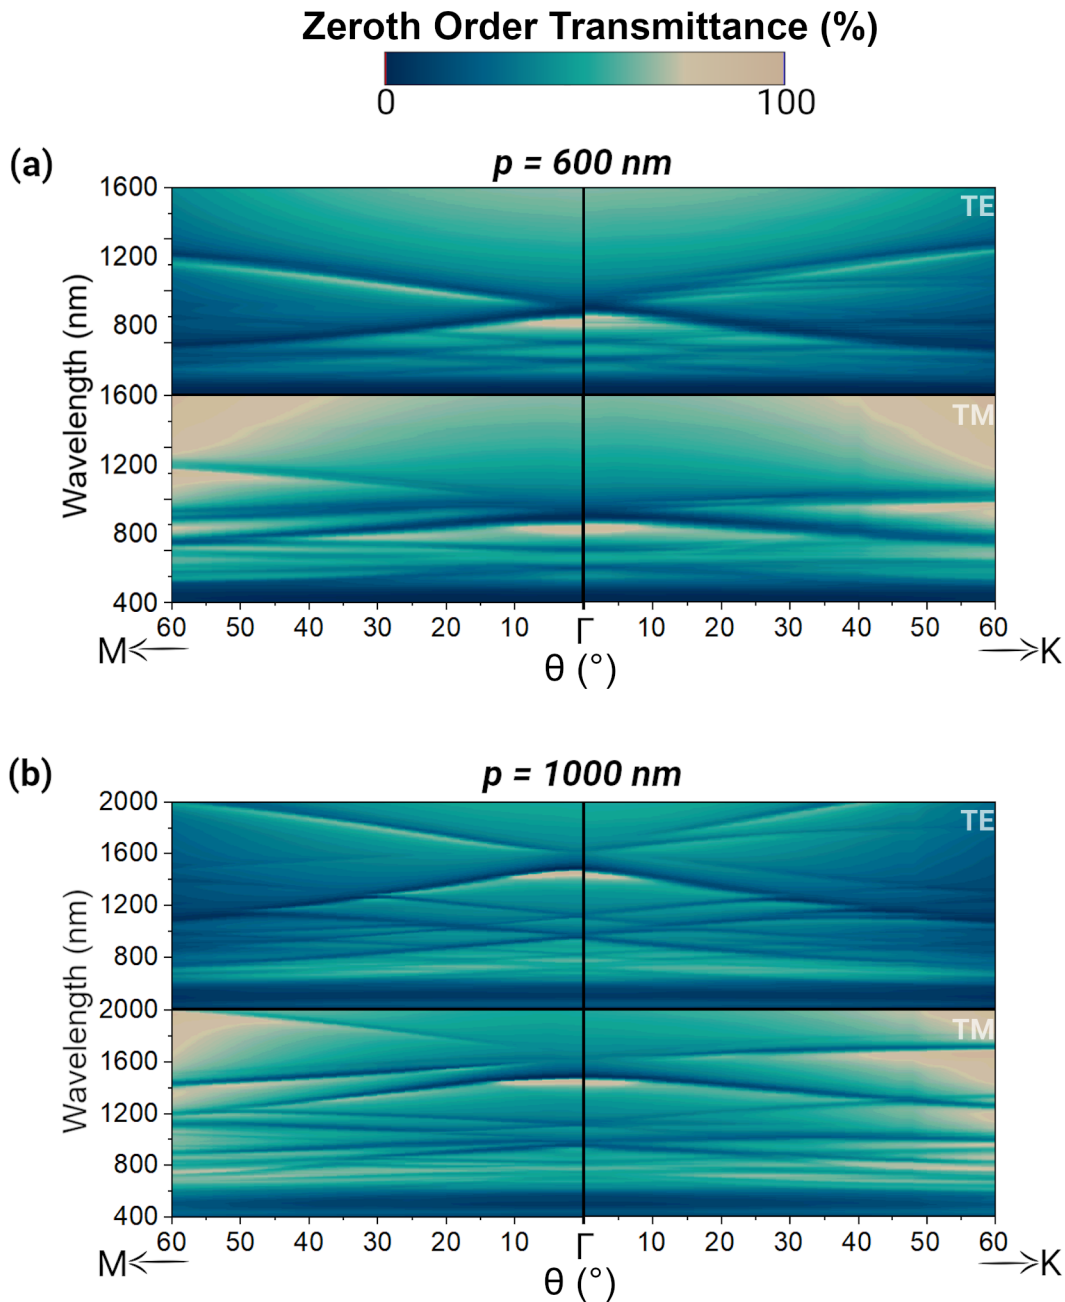 Zeroth Order Transmittance (%)
0 100
(a)
p = 600 nm
1600
TE
1200
800
1600
TM
1200
800
400
Wavelength (nm)
60 50 40 30 20 10 Γ 10 20 30 40 50 60
M K
θ (°)
(b)
p = 1000 nm
2000
TE
1600
1200
800
2000
TM
1600
1200
800
400
Wavelength (nm)
60 50 40 30 20 10 Γ 10 20 30 40 50 60
M K
θ (°)